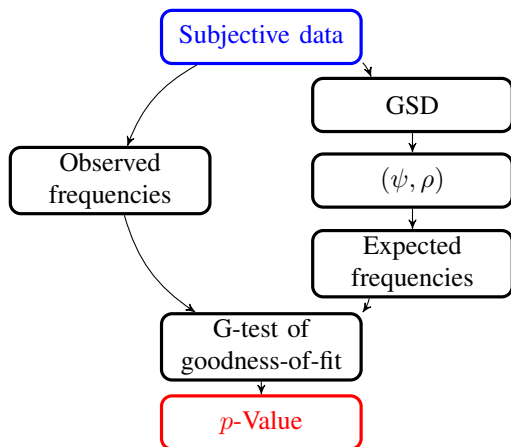 Subjective data
GSD
Observed
frequencies
(ψ, ρ)
Expected
frequencies
G-test of
goodness-of-fit
p-Value